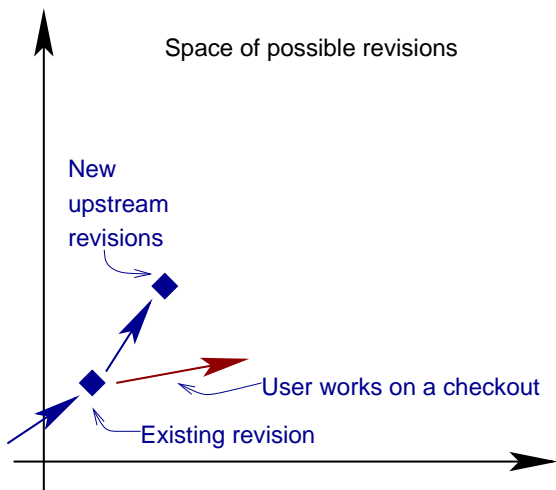 Space of possible revisions
New
upstream
revisions
User works on a checkout
Existing revision